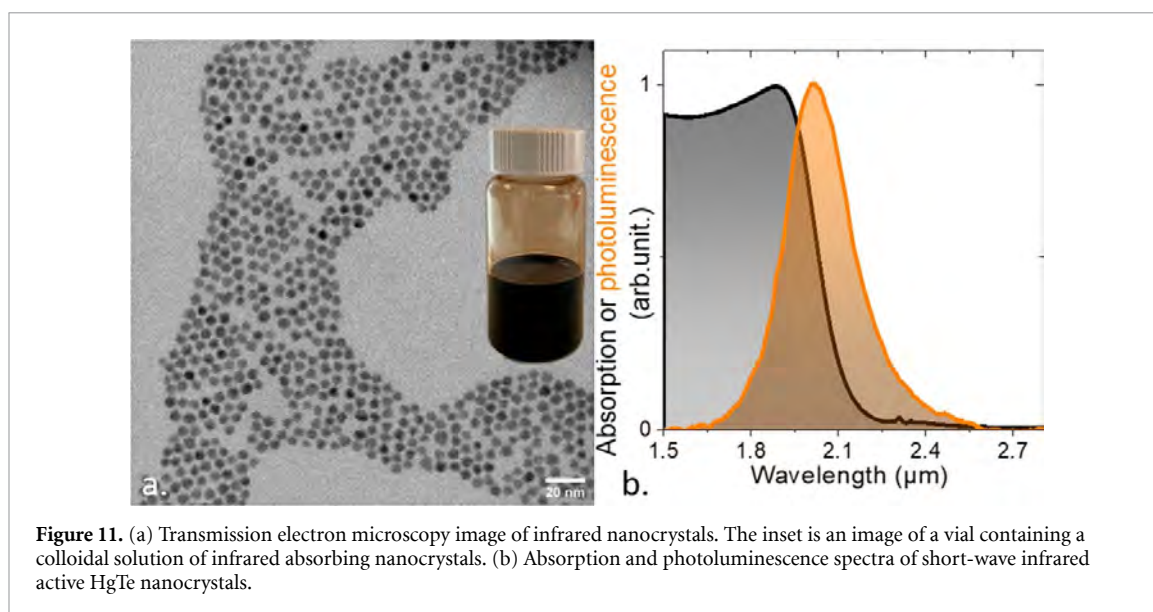 a.
20 nm
Absorption or photoluminescence
(arb.unit.)
1
0
1.5 1.8 2.1 2.4 2.7
Wavelength (µm)
b.
Figure 11. (a) Transmission electron microscopy image of infrared nanocrystals. The inset is an image of a vial containing a
colloidal solution of infrared absorbing nanocrystals. (b) Absorption and photoluminescence spectra of short-wave infrared
active HgTe nanocrystals.